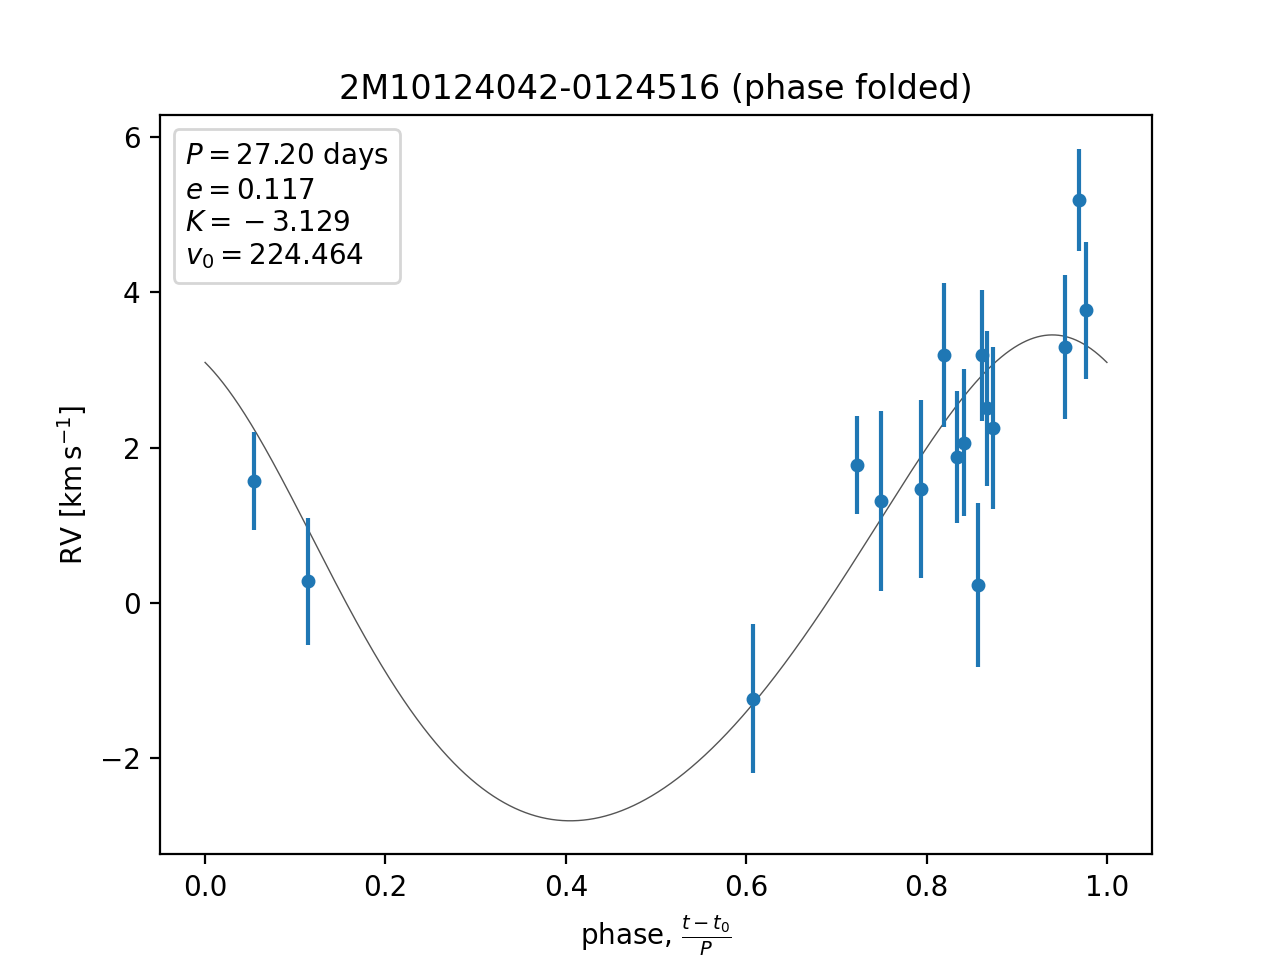 2M10124042-0124516 (phase folded)
P = 27.20 days
e = 0.117
K = −3.129
v₀ = 224.464
RV [km s⁻¹]
6
4
2
0
−2
0.0 0.2 0.4 0.6 0.8 1.0
phase, (t − t₀)/P